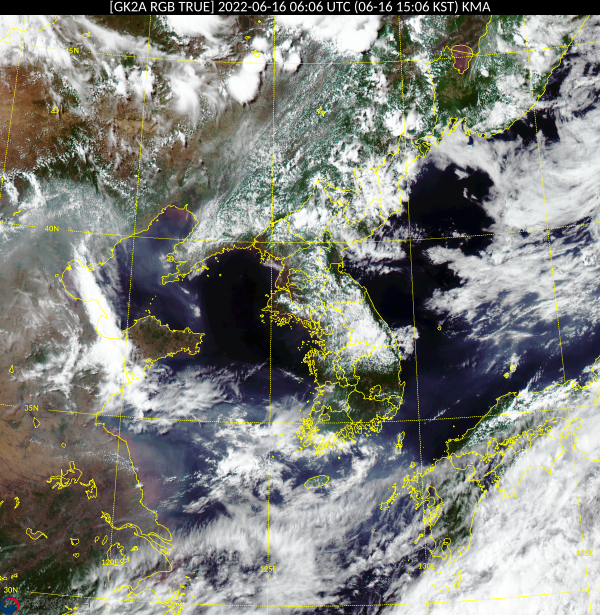 [GK2A RGB TRUE] 2022-06-16 06:06 UTC (06-16 15:06 KST) KMA
45N
40N
35N
120E
125E
130E
135E
30N